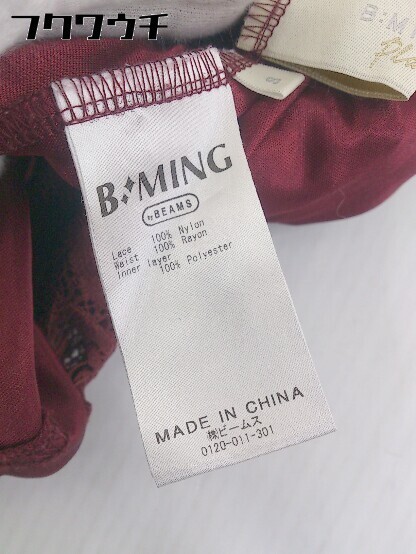 フクワウチ
B:MING
by BEAMS
Lace 100% Nylon
Waist 100% Rayon
Inner layer
100% Polyester
MADE IN CHINA
㈱ビームス
0120-011-301